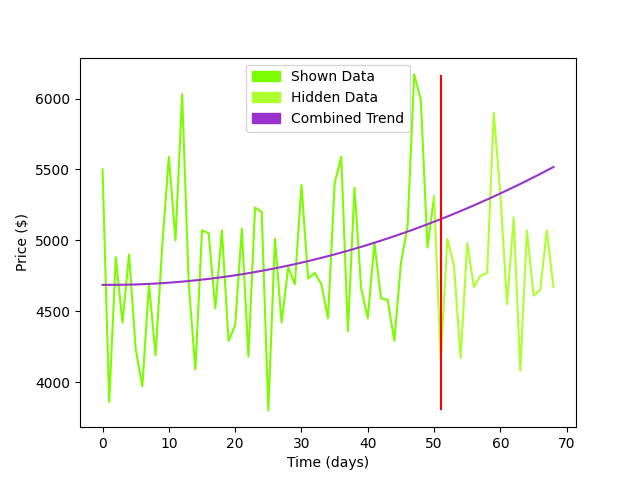 Shown Data
Hidden Data
Combined Trend
6000
5500
5000
4500
4000
Price ($)
0 10 20 30 40 50 60 70
Time (days)